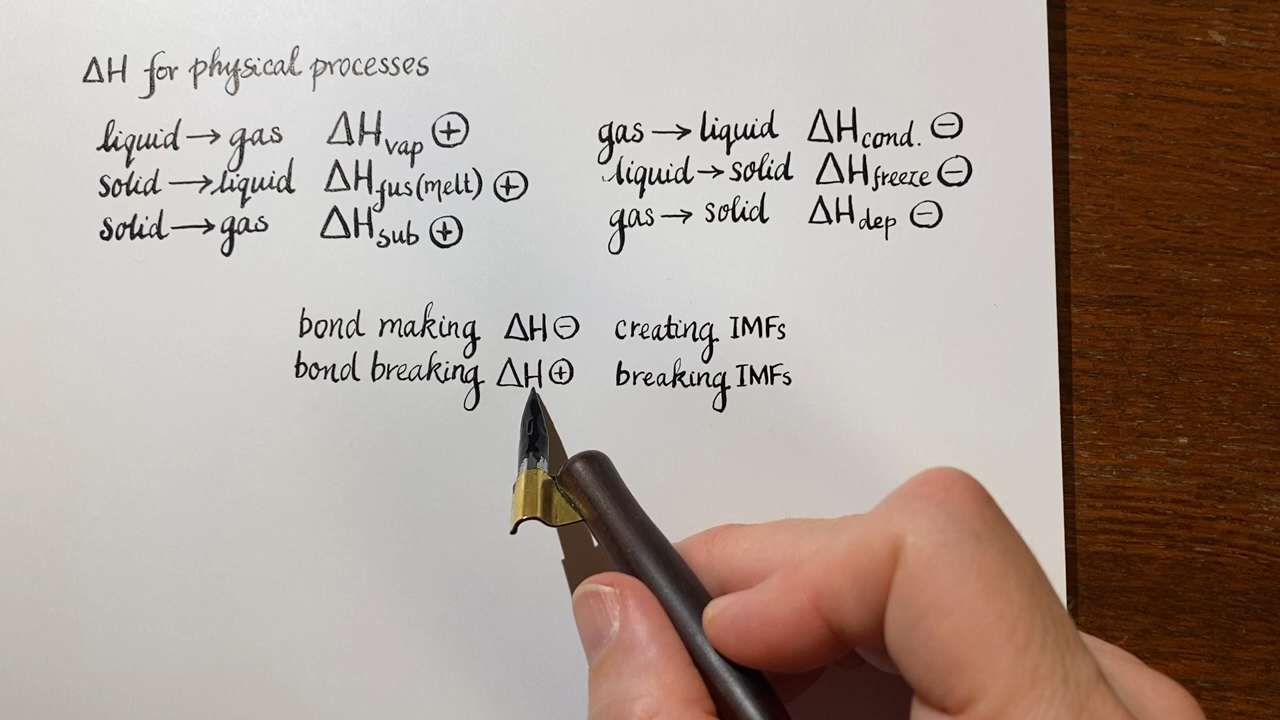 ΔH for physical processes
liquid → gas ΔHvap ⊕
solid → liquid ΔHfus(melt) ⊕
solid → gas ΔHsub ⊕
gas → liquid ΔHcond. ⊖
liquid → solid ΔHfreeze ⊖
gas → solid ΔHdep ⊖
bond making ΔH ⊖ creating IMFs
bond breaking ΔH ⊕ breaking IMFs